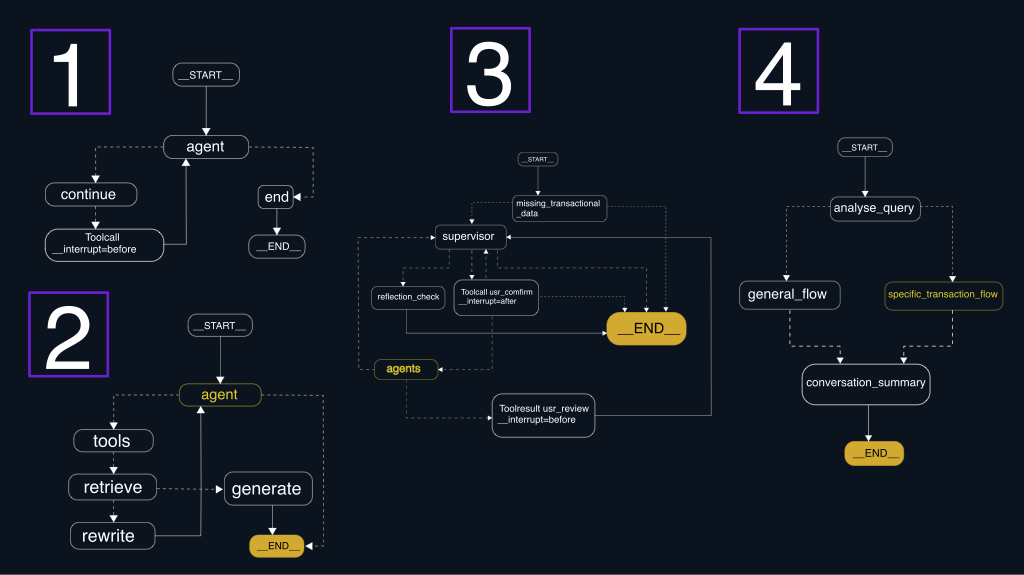 1
__START__
agent
continue
end
Toolcall
__interrupt=before
__END__
2
__START__
agent
tools
retrieve
generate
rewrite
__END__
3
__START__
missing_transactional
_data
supervisor
reflection_check
Toolcall usr_comfirm
__interrupt=after
__END__
agents
Toolresult usr_review
__interrupt=before
4
__START__
analyse_query
general_flow
specific_transaction_flow
conversation_summary
__END__